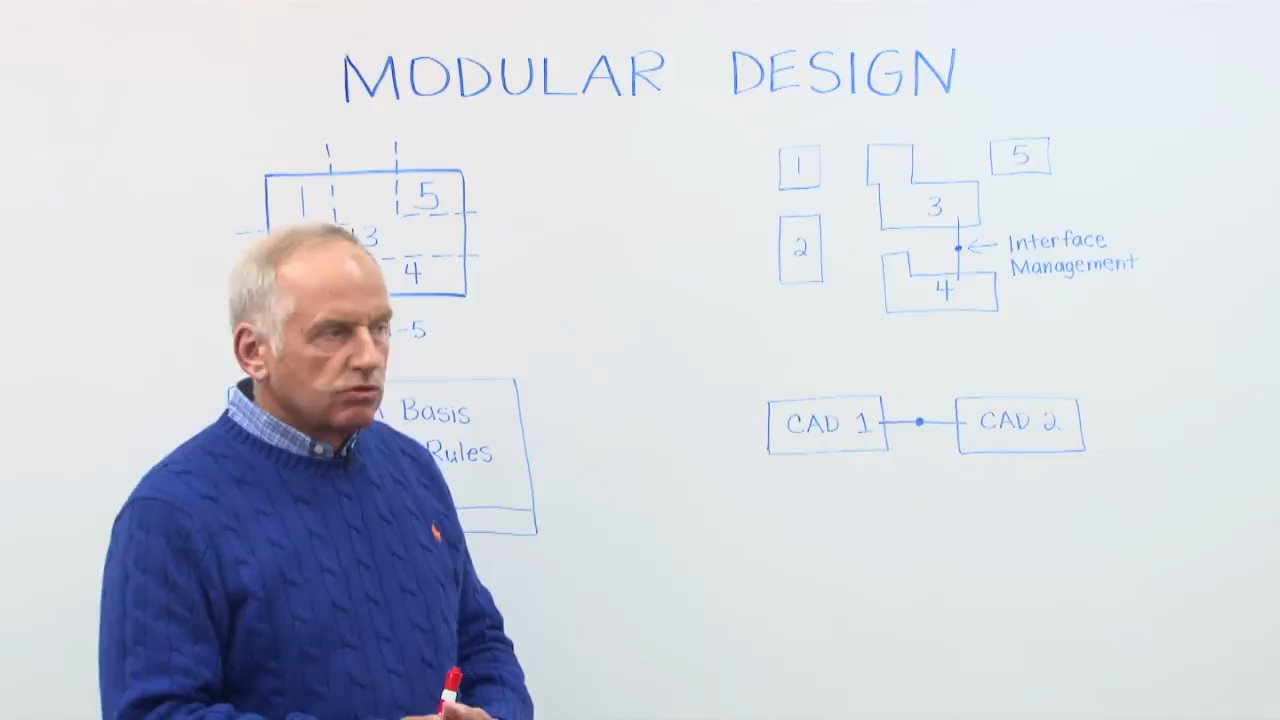 MODULAR DESIGN
1 5
3
4
-5
Basis
Rules
1
3
5
2
Interface
Management
4
CAD 1 CAD 2